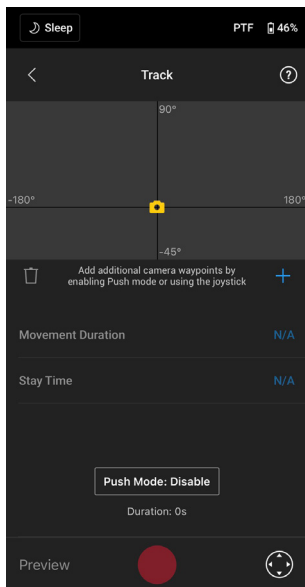 Sleep PTF 46%
Track ?
90°
-180° 180°
-45°
Add additional camera waypoints by
enabling Push mode or using the joystick
Movement Duration N/A
Stay Time N/A
Push Mode: Disable
Duration: 0s
Preview